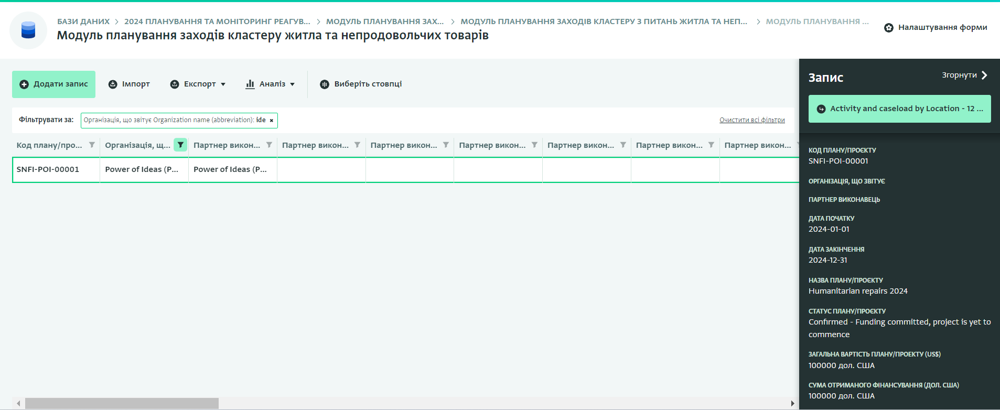 БАЗИ ДАНИХ > 2024 ПЛАНУВАННЯ ТА МОНІТОРИНГ РЕАГУВ... > МОДУЛЬ ПЛАНУВАННЯ ЗАХ... > МОДУЛЬ ПЛАНУВАННЯ ЗАХОДІВ КЛАСТЕРУ З ПИТАНЬ ЖИТЛА ТА НЕП... > МОДУЛЬ ПЛАНУВАННЯ ...
Модуль планування заходів кластеру житла та непродовольчих товарів
Налаштування форми
Додати запис Імпорт Експорт Аналіз Виберіть стовпці
Фільтрувати за: Організація, що звітує Organization name (abbreviation): ide × Очистити всі фільтри
Код плану/про... Організація, щ... Партнер викон... Партнер викон... Партнер викон... Партнер викон... Партнер викон... Партнер викон... Партнер викон...
SNFI-POI-00001 Power of Ideas (P... Power of Ideas (P...
Запис
Згорнути
Activity and caseload by Location - 12 ...
КОД ПЛАНУ/ПРОЄКТУ
SNFI-POI-00001
ОРГАНІЗАЦІЯ, ЩО ЗВІТУЄ
ПАРТНЕР ВИКОНАВЕЦЬ
ДАТА ПОЧАТКУ
2024-01-01
ДАТА ЗАКІНЧЕННЯ
2024-12-31
НАЗВА ПЛАНУ/ПРОЄКТУ
Humanitarian repairs 2024
СТАТУС ПЛАНУ/ПРОЄКТУ
Confirmed - Funding committed, project is yet to
commence
ЗАГАЛЬНА ВАРТІСТЬ ПЛАНУ/ПРОЕКТУ (US$)
100000 дол. США
СУМА ОТРИМАНОГО ФІНАНСУВАННЯ (ДОЛ. США)
100000 дол. США